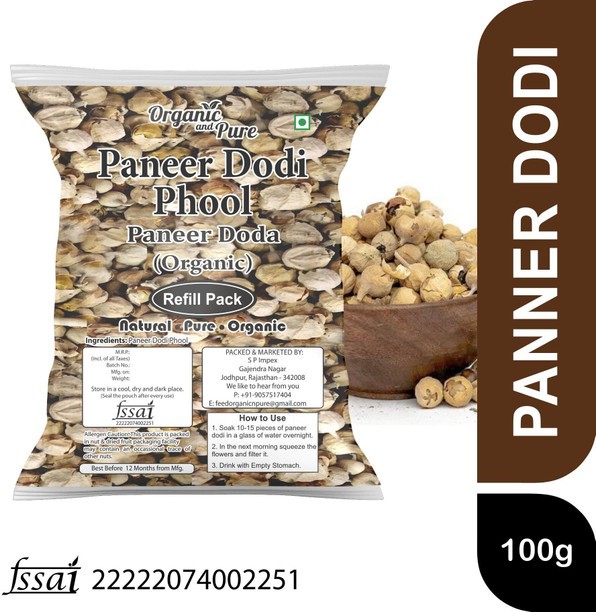 Organic
and Pure
Paneer Dodi
Phool
Paneer Doda
(Organic)
Refill Pack
Natural Pure • Organic
Ingredients: Paneer Dodi Phool
M.R.P.:
(Incl. of all Taxes)
Batch No.:
Mfg. on:
Weight:
Store in a cool, dry and dark place.
(Seal the pouch after every use)
fssai
22222074002251
Allergen Caution: This product is packed
in nut & dried fruit packaging facility
may contain an occassional trace of
other nuts.
Best Before 12 Months from Mfg.
PACKED & MARKETED BY:
S P Impex
Gajendra Nagar
Jodhpur, Rajasthan - 342008
We like to hear from you
P: +91-9057517404
E: feedorganicnpure@gmail.com
How to Use
1. Soak 10-15 pieces of paneer
dodi in a glass of water overnight.
2. In the next morning squeeze the
flowers and filter it.
3. Drink with Empty Stomach.
PANNER DODI
100g
fssai 22222074002251